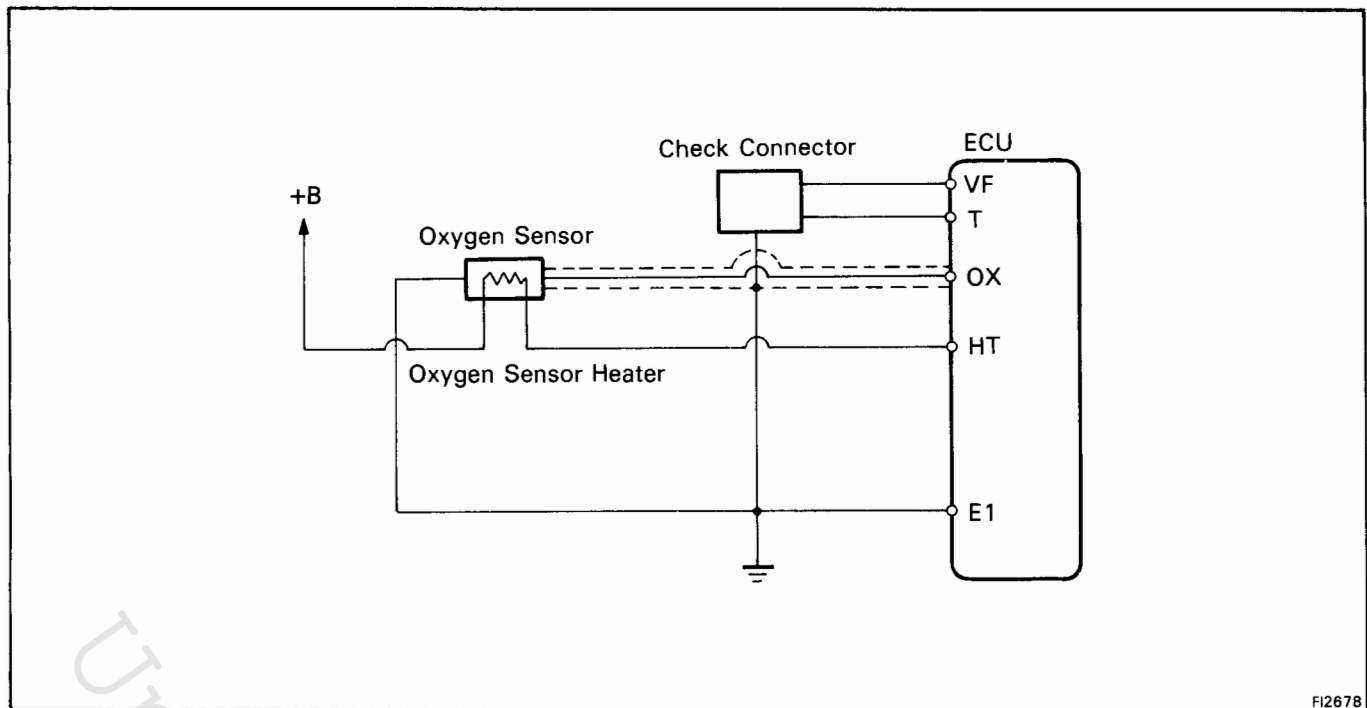 ECU
Check Connector
VF
+B
T
Oxygen Sensor
OX
HT
Oxygen Sensor Heater
E1
FI2678